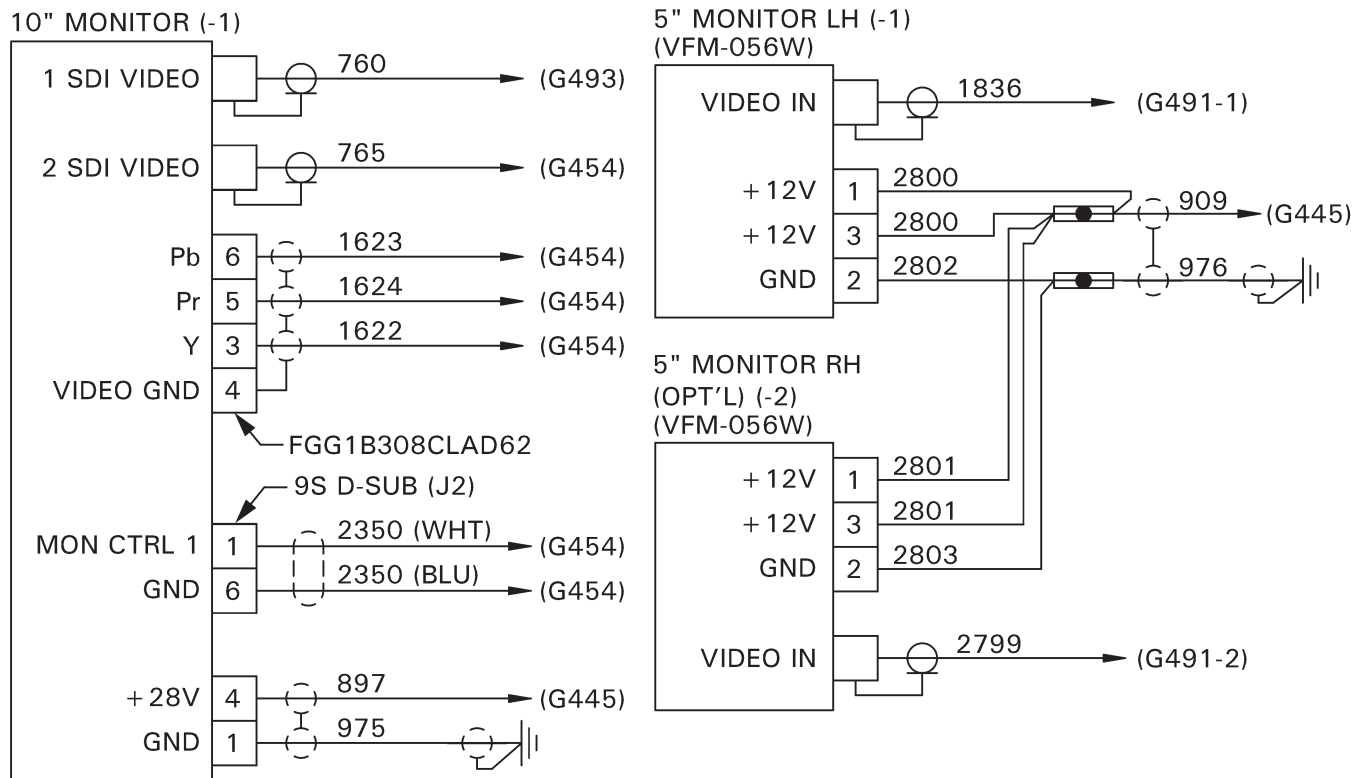 10" MONITOR (-1)
1 SDI VIDEO 760 (G493)
2 SDI VIDEO 765 (G454)
Pb 6 1623 (G454)
Pr 5 1624 (G454)
Y 3 1622 (G454)
VIDEO GND 4
FGG1B308CLAD62
9S D-SUB (J2)
MON CTRL 1 1 2350 (WHT) (G454)
GND 6 2350 (BLU) (G454)
+28V 4 897 (G445)
GND 1 975
5" MONITOR LH (-1)
(VFM-056W)
VIDEO IN 1836 (G491-1)
+12V 1 2800
909 (G445)
+12V 3 2800
GND 2 2802 976
5" MONITOR RH
(OPT'L) (-2)
(VFM-056W)
+12V 1 2801
+12V 3 2801
GND 2 2803
VIDEO IN 2799 (G491-2)